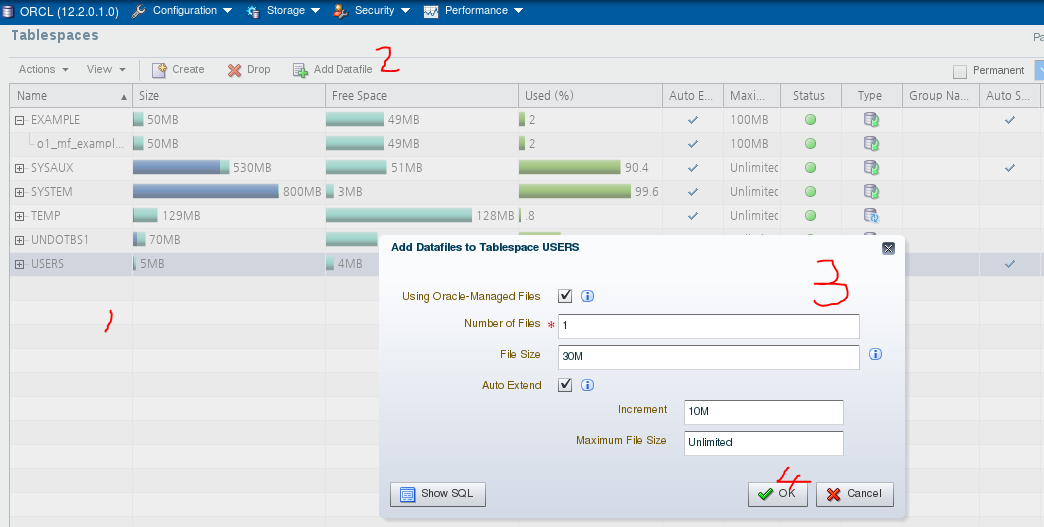 ORCL (12.2.0.1.0) Configuration Storage Security Performance
Tablespaces
Actions View Create Drop Add Datafile 2 Permanent
Name Size Free Space Used (%) Auto E... Maxi... Status Type Group Na... Auto S...
EXAMPLE 50MB 49MB 2 100MB
o1_mf_exampl... 50MB 49MB 2 100MB
SYSAUX 530MB 51MB 90.4 Unlimited
SYSTEM 800MB 3MB 99.6 Unlimited
TEMP 129MB 128MB .8 Unlimited
UNDOTBS1 70MB
USERS 5MB 4MB
1
Add Datafiles to Tablespace USERS
3
Using Oracle-Managed Files
Number of Files * 1
File Size 30M
Auto Extend
Increment 10M
Maximum File Size Unlimited
4
Show SQL OK Cancel